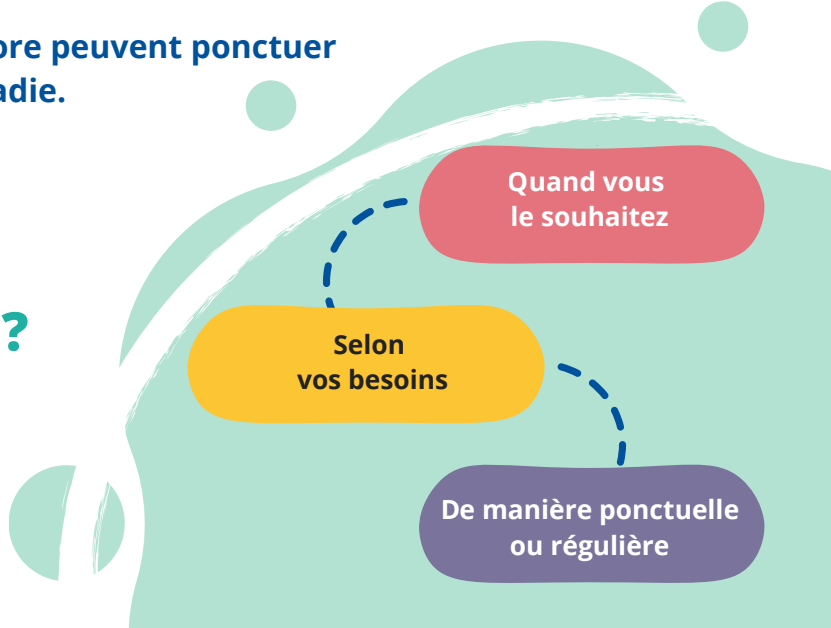 ore peuvent ponctuer
adie.
Quand vous
le souhaitez
?
Selon
vos besoins
De manière ponctuelle
ou régulière